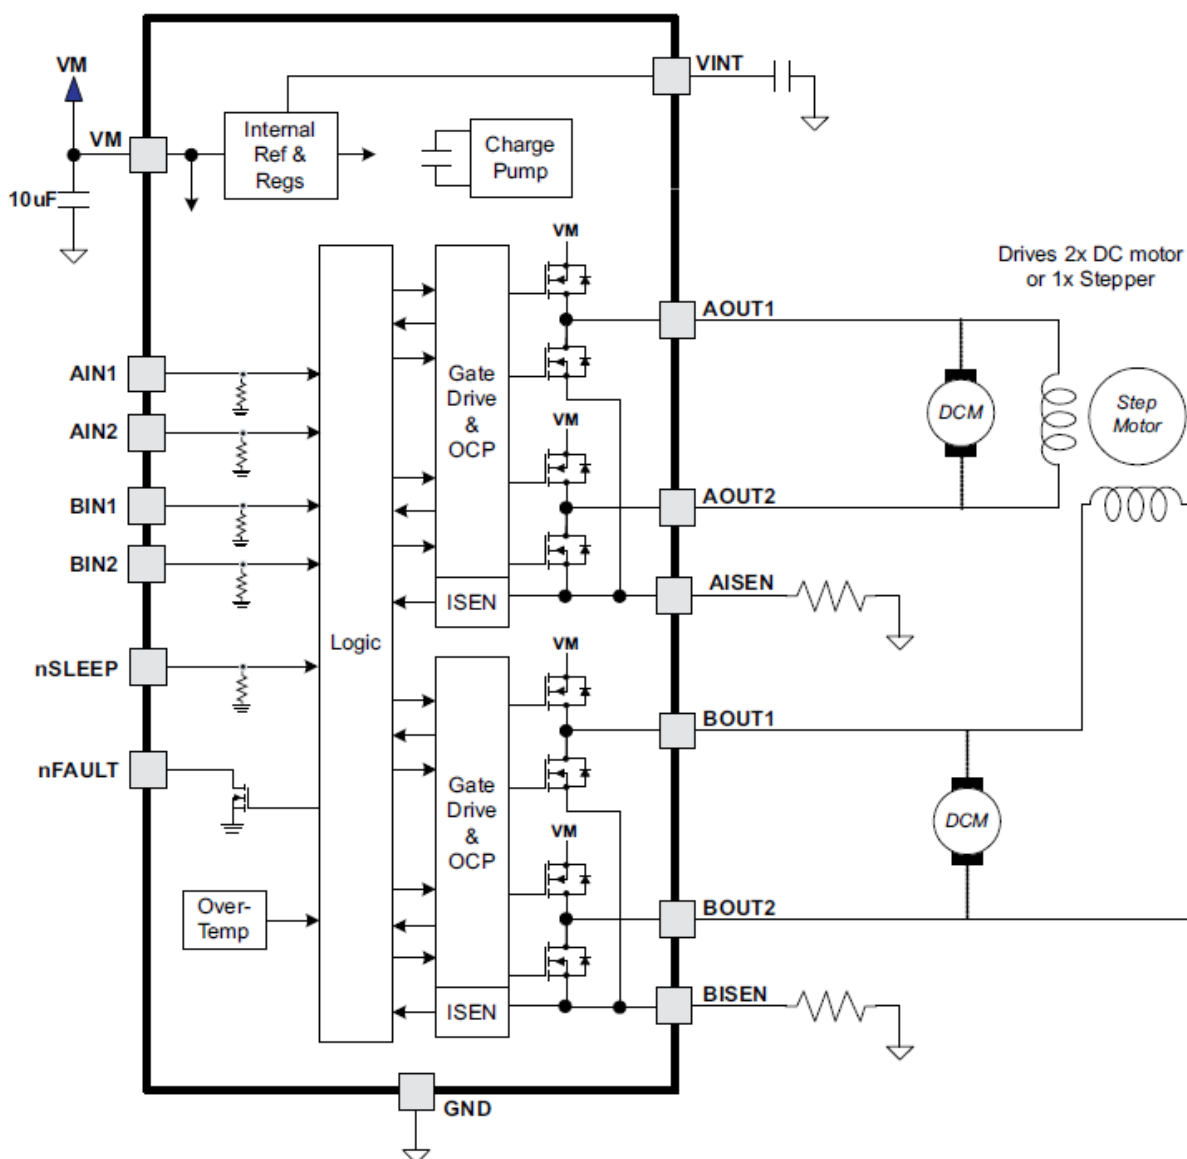 VM
VINT
VM
10uF
Internal
Ref &
Regs
Charge
Pump
VM
Drives 2x DC motor
or 1x Stepper
AOUT1
AIN1
AIN2
BIN1
BIN2
Gate
Drive
&
OCP
VM
DCM
Step
Motor
AOUT2
ISEN
AISEN
Logic
nSLEEP
nFAULT
VM
BOUT1
Gate
Drive
&
OCP
VM
DCM
Over-
Temp
BOUT2
ISEN
BISEN
GND